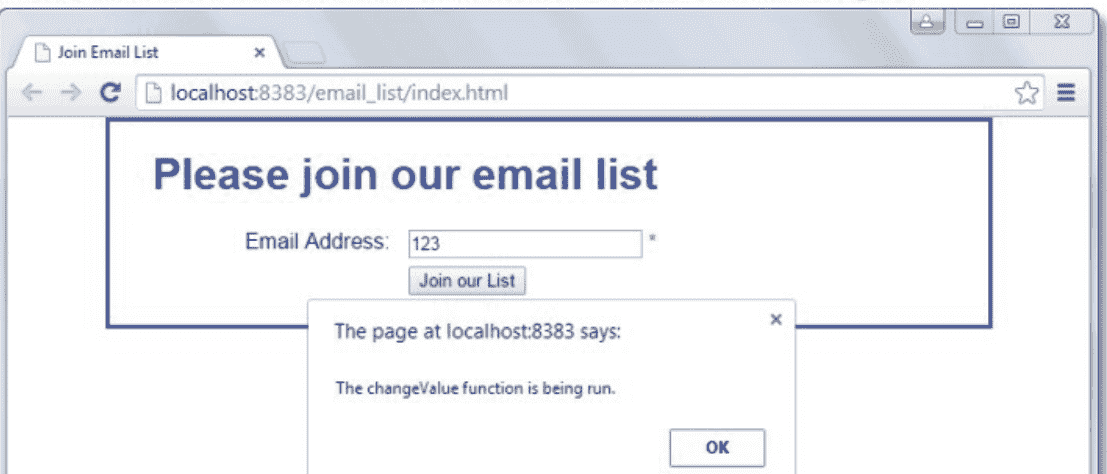 Join Email List
localhost:8383/email_list/index.html
Please join our email list
Email Address: 123 *
Join our List
The page at localhost:8383 says:
The changeValue function is being run.
OK